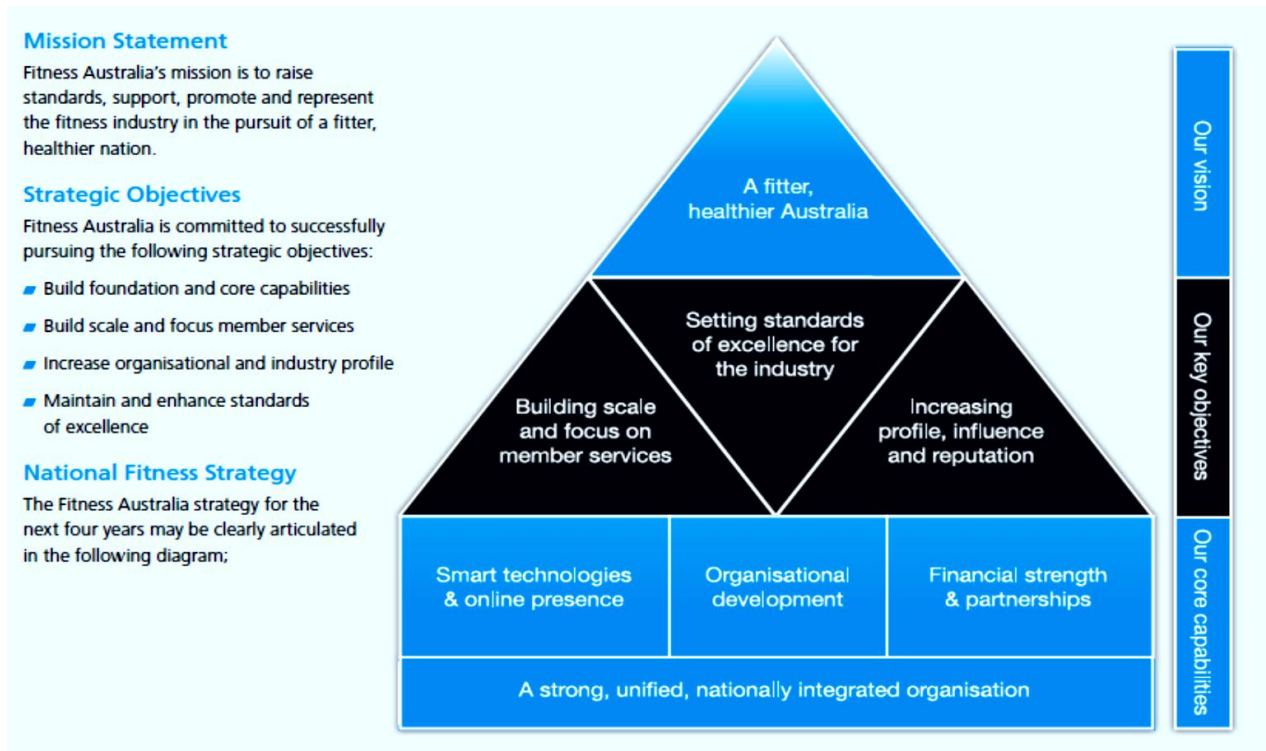 Mission Statement
Fitness Australia's mission is to raise
standards, support, promote and represent
the fitness industry in the pursuit of a fitter,
healthier nation.
Strategic Objectives
Fitness Australia is committed to successfully
pursuing the following strategic objectives:
Build foundation and core capabilities
Build scale and focus member services
Increase organisational and industry profile
Maintain and enhance standards
of excellence
National Fitness Strategy
The Fitness Australia strategy for the
next four years may be clearly articulated
in the following diagram;
A fitter,
healthier Australia
Setting standards
of excellence for
the industry
Building scale
and focus on
member services
Increasing
profile, influence
and reputation
Smart technologies
& online presence
Organisational
development
Financial strength
& partnerships
A strong, unified, nationally integrated organisation
Our vision
Our key objectives
Our core capabilities